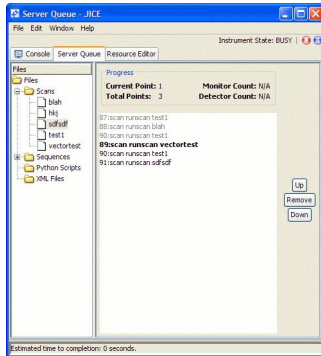 Server Queue - JICE
File Edit Window Help
Instrument State: BUSY
Console Server Queue Resource Editor
Files
Files
Scans
blah
hkj
sdfsdf
test1
vectortest
Sequences
Python Scripts
XML Files
Progress
Current Point: 1 Monitor Count: N/A
Total Points: 3 Detector Count: N/A
87:scan runscan test1
88:scan runscan blah
90:scan runscan test1
89:scan runscan vectortest
90:scan runscan test1
91:scan runscan sdfsdf
Up
Remove
Down
Estimated time to completion: 0 seconds.